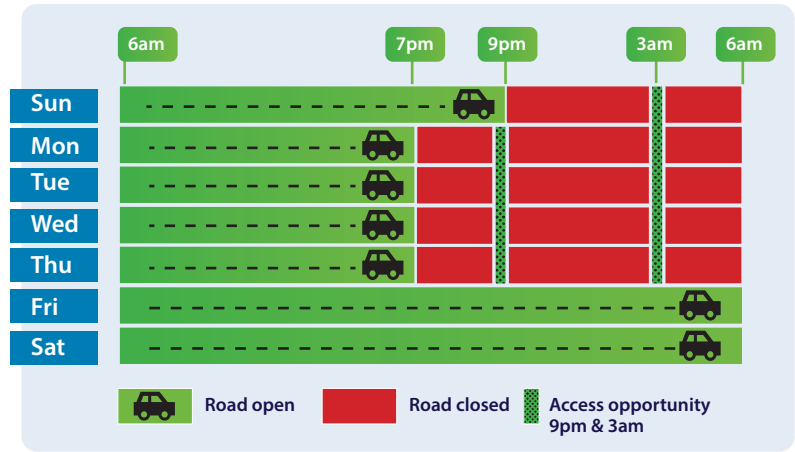 6am 7pm 9pm 3am 6am
Sun
Mon
Tue
Wed
Thu
Fri
Sat
Road open Road closed Access opportunity
9pm & 3am